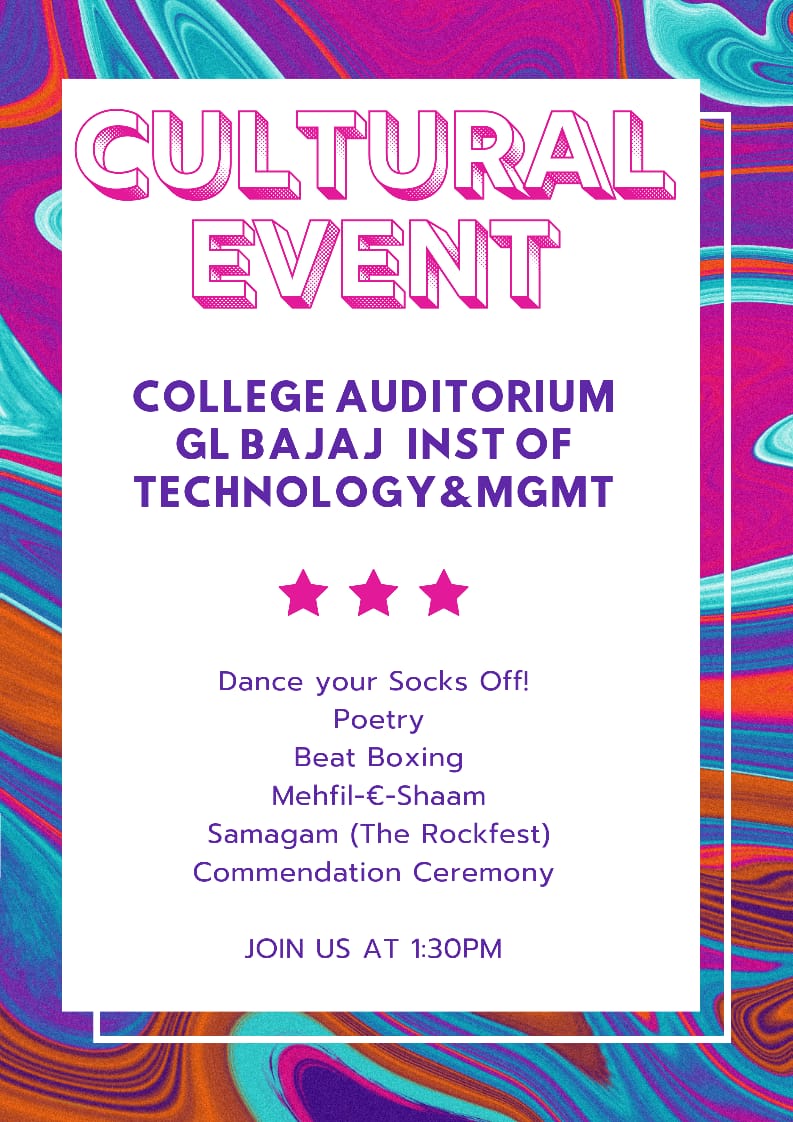 CULTURAL
EVENT
COLLEGE AUDITORIUM
GL BAJAJ INST OF
TECHNOLOGY&MGMT
Dance your Socks Off!
Poetry
Beat Boxing
Mehfil-€-Shaam
Samagam (The Rockfest)
Commendation Ceremony
JOIN US AT 1:30PM